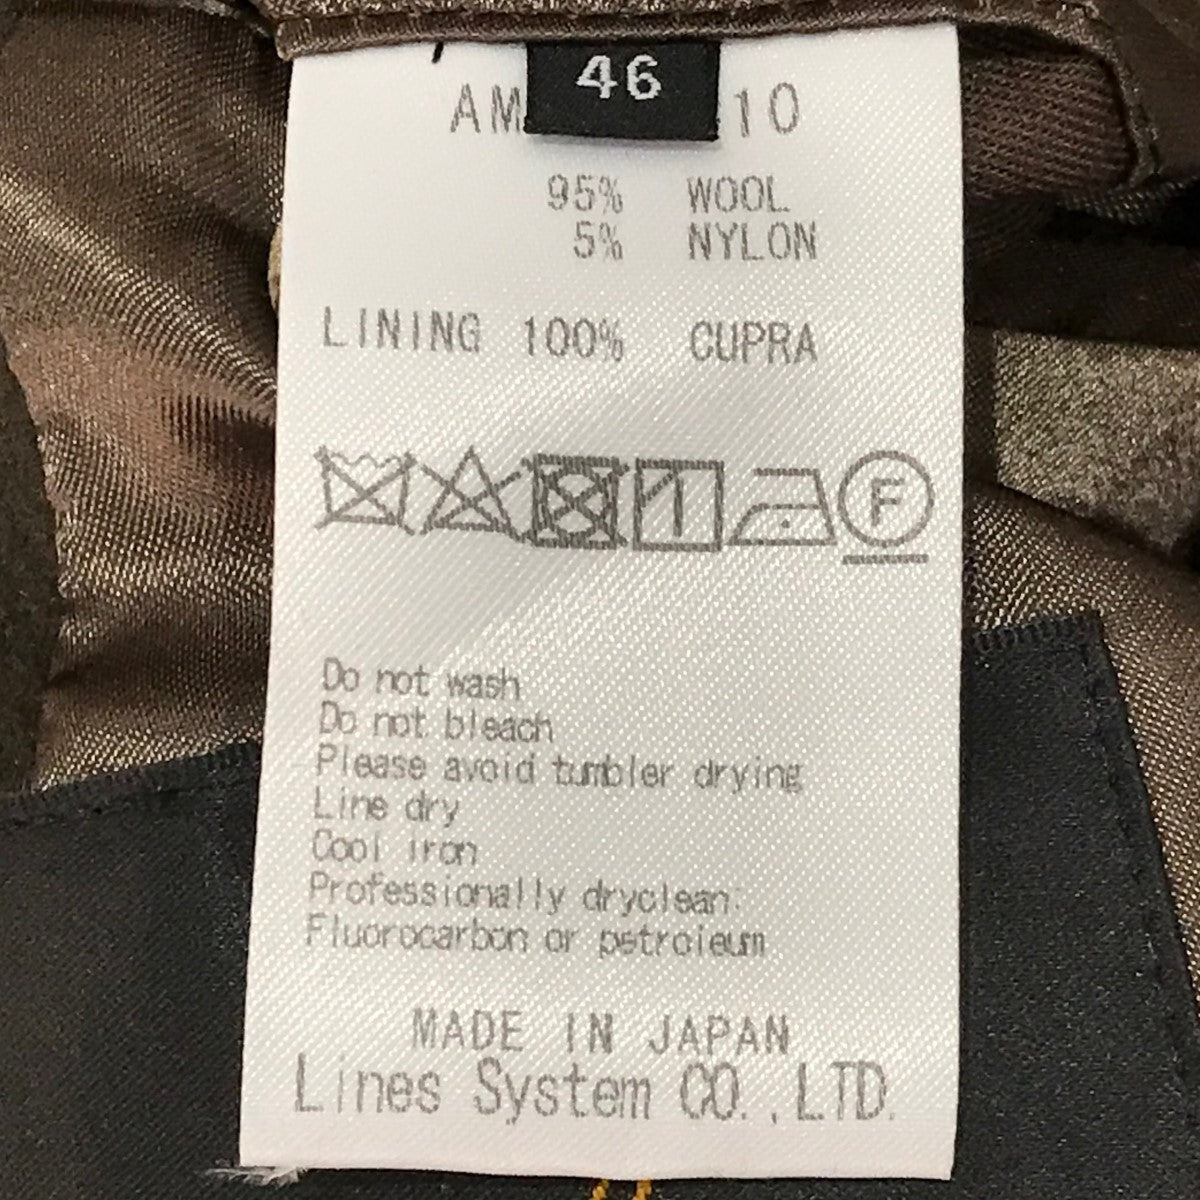 46
10
95% WOOL
5% NYLON
LINING 100% CUPRA
F
Do not wash
Do not bleach
Please avoid tumbler drying
Line dry
Cool iron
Professionally dryclean:
Fluorocarbon or petroleum
MADE IN JAPAN
Lines System CO.,LTD.